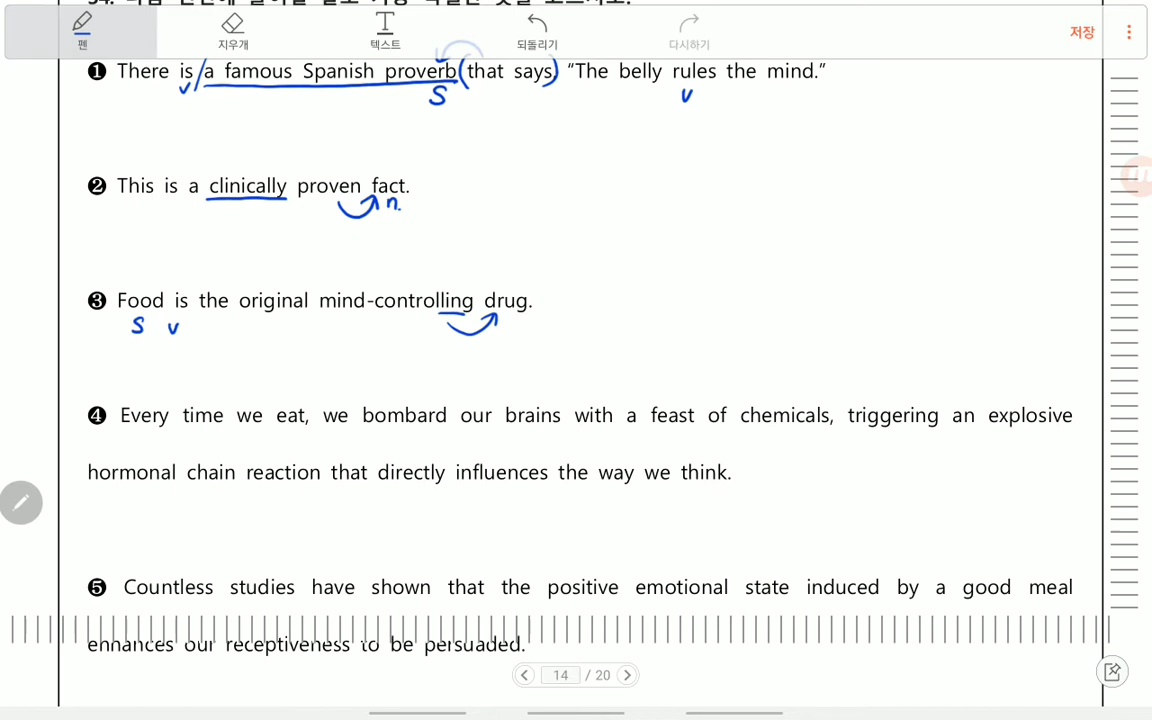 펜
지우개
텍스트
되돌리기
다시하기
저장
❶ There is a famous Spanish proverb that says, “The belly rules the mind.”
v S v
❷ This is a clinically proven fact.
n.
❸ Food is the original mind-controlling drug.
S v
❹ Every time we eat, we bombard our brains with a feast of chemicals, triggering an explosive
hormonal chain reaction that directly influences the way we think.
❺ Countless studies have shown that the positive emotional state induced by a good meal
enhances our receptiveness to be persuaded.
14 / 20